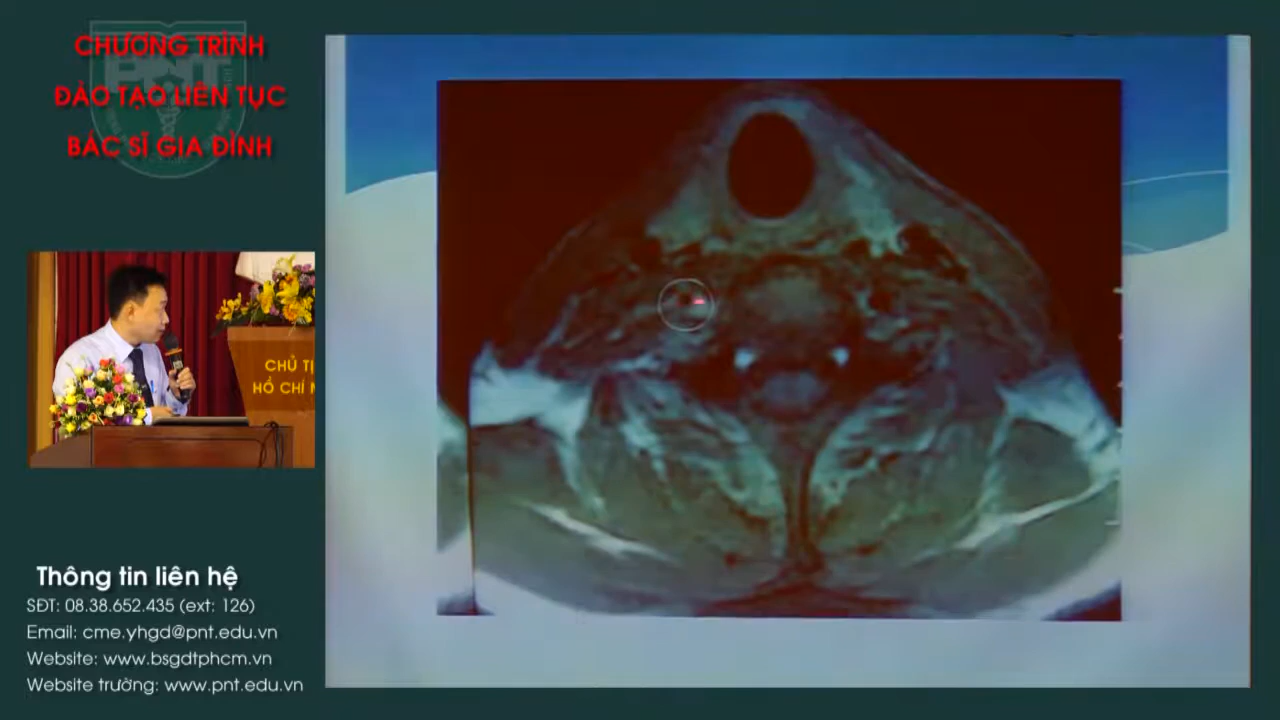 CHƯƠNG TRÌNH
ĐÀO TẠO LIÊN TỤC
BÁC SĨ GIA ĐÌNH
PNT
CHỦ TỊ
HỒ CHÍ M
Thông tin liên hệ
SĐT: 08.38.652.435 (ext: 126)
Email: cme.yhgd@pnt.edu.vn
Website: www.bsgdtphcm.vn
Website trường: www.pnt.edu.vn